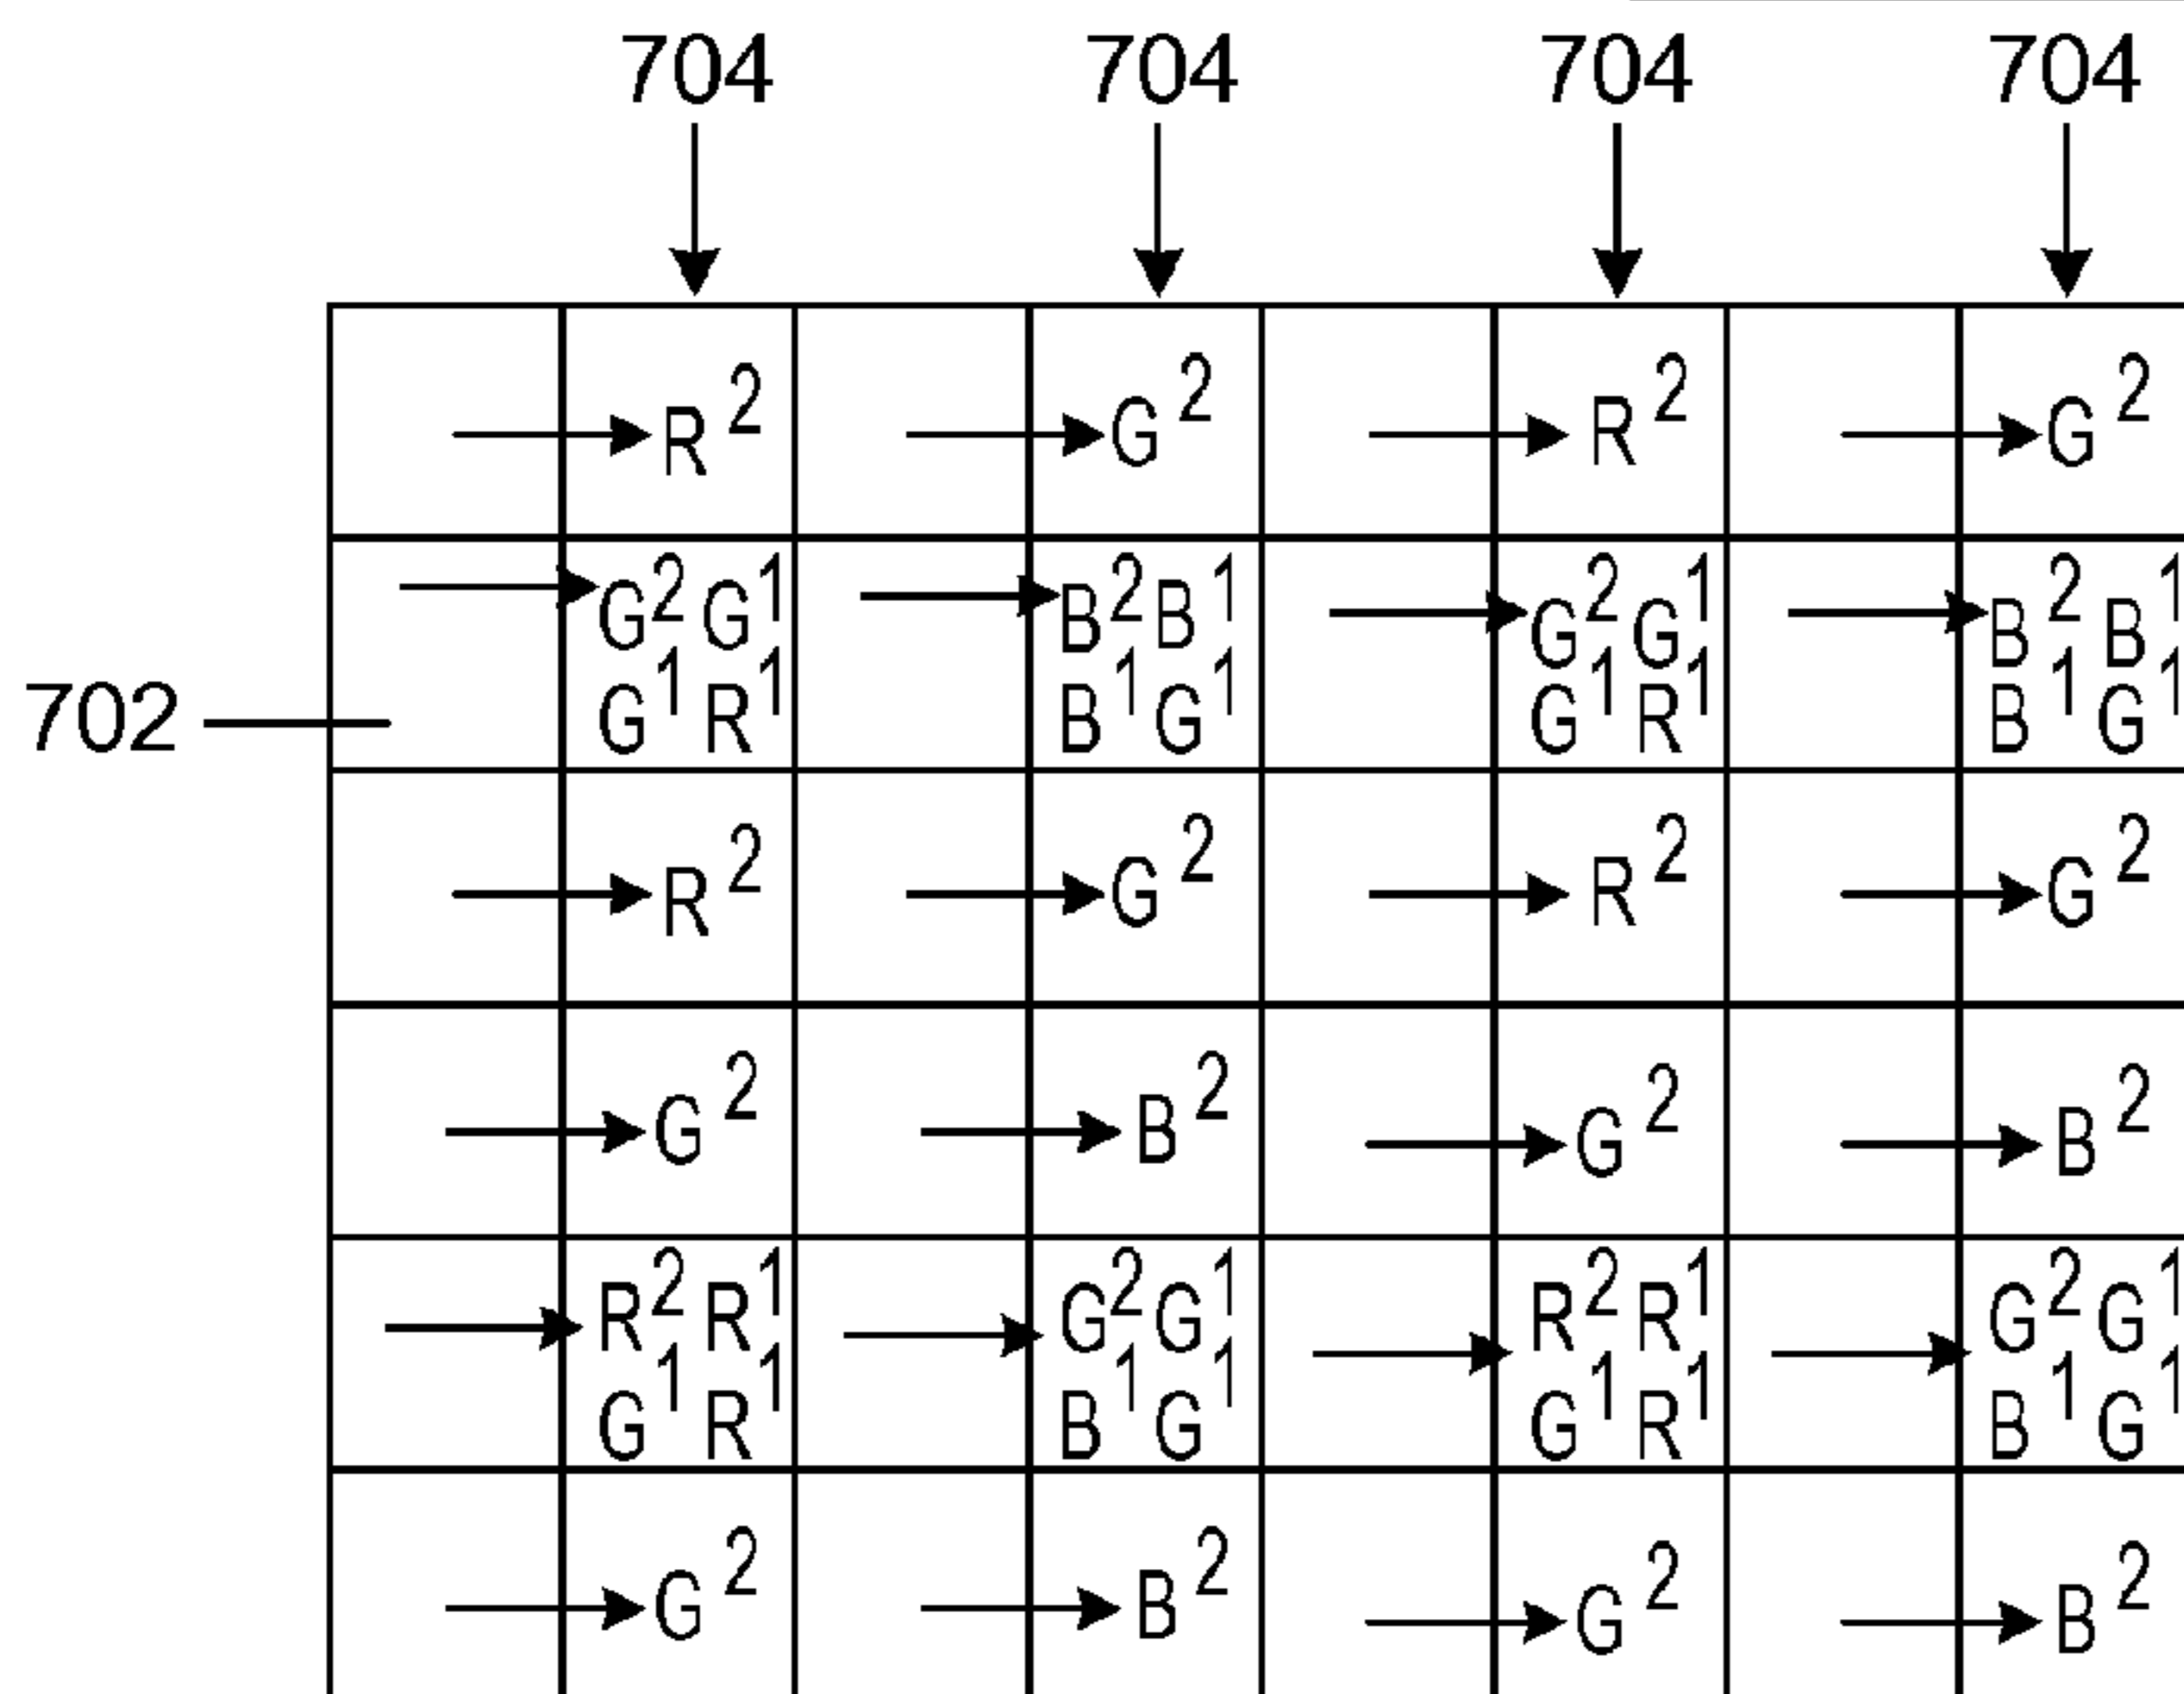 704 704 704 704
R² G² R² G²
G²G¹ B²B¹ G²G¹ B²B¹
702 G¹R¹ B¹G¹ G¹R¹ B¹G¹
R² G² R² G²
G² B² G² B²
R²R¹ G²G¹ R²R¹ G²G¹
G¹R¹ B¹G¹ G¹R¹ B¹G¹
G² B² G² B²